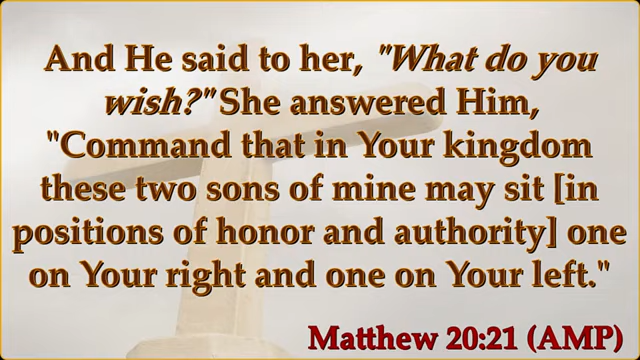 And He said to her, "What do you
wish?" She answered Him,
"Command that in Your kingdom
these two sons of mine may sit [in
positions of honor and authority] one
on Your right and one on Your left."
Matthew 20:21 (AMP)